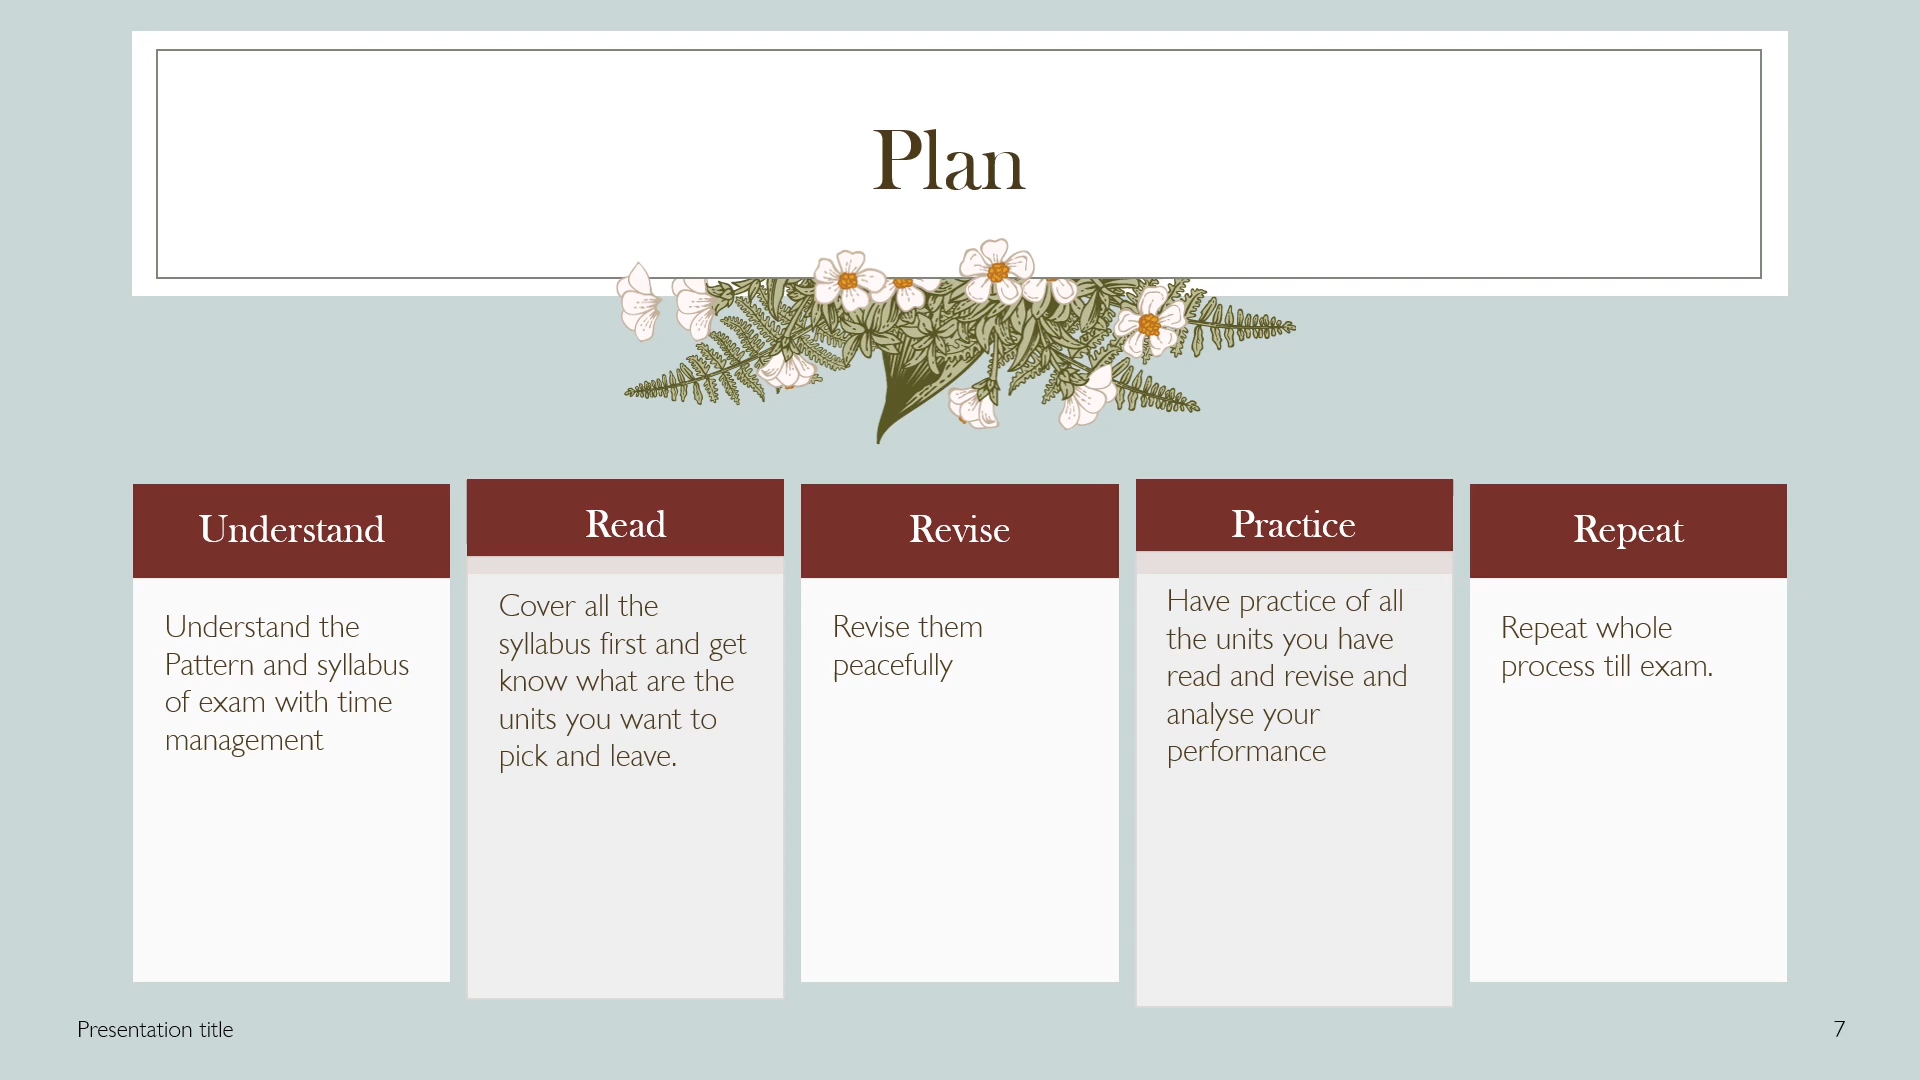 Plan
Understand
Understand the
Pattern and syllabus
of exam with time
management
Read
Cover all the
syllabus first and get
know what are the
units you want to
pick and leave.
Revise
Revise them
peacefully
Practice
Have practice of all
the units you have
read and revise and
analyse your
performance
Repeat
Repeat whole
process till exam.
Presentation title
7